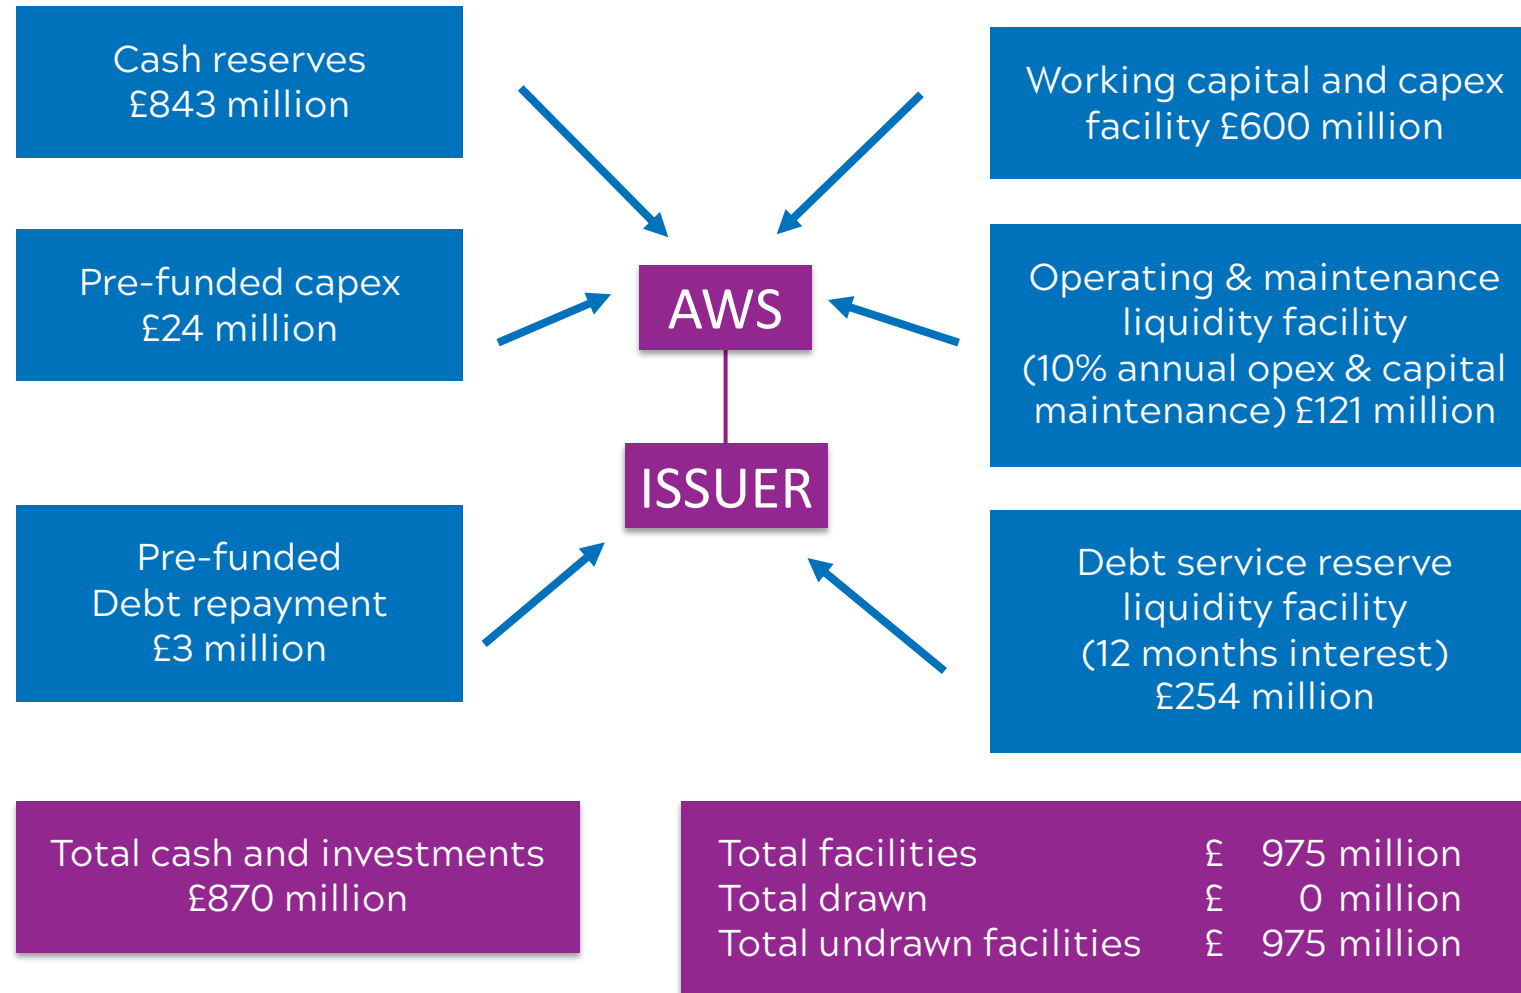 Cash reserves
£843 million
Working capital and capex
facility £600 million
Pre-funded capex
£24 million
AWS
Operating & maintenance
liquidity facility
(10% annual opex & capital
maintenance) £121 million
ISSUER
Pre-funded
Debt repayment
£3 million
Debt service reserve
liquidity facility
(12 months interest)
£254 million
Total cash and investments
£870 million
Total facilities £ 975 million
Total drawn £ 0 million
Total undrawn facilities £ 975 million